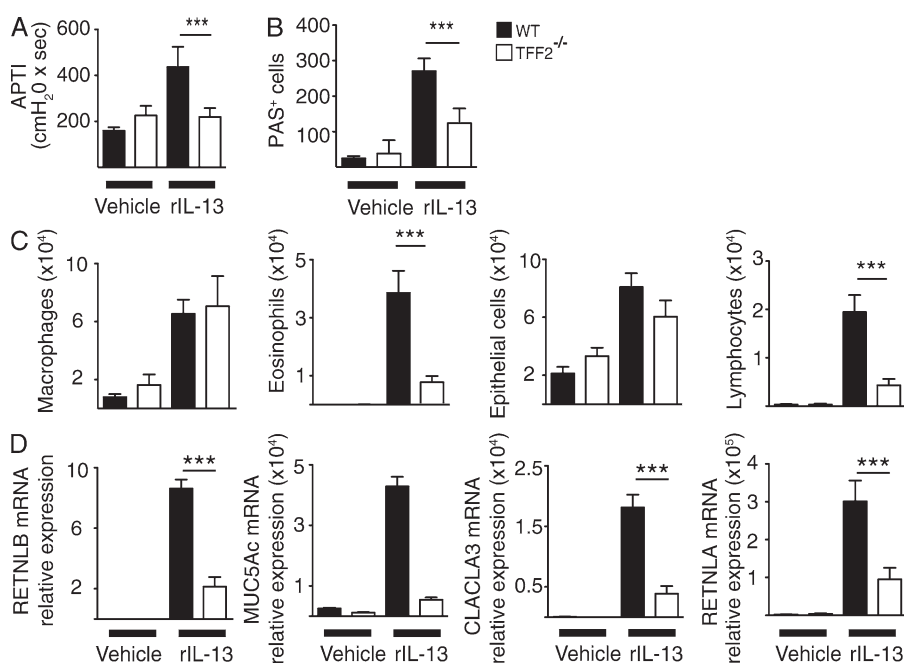 A
APTI
(cmH₂0 x sec)
600
400
200
***
Vehicle rIL-13
B
PAS⁺ cells
400
300
200
100
***
Vehicle rIL-13
WT
TFF2⁻/⁻
C
Macrophages (x10⁴)
10
6
2
Eosinophils (x10⁴)
5
3
1
***
Epithelial cells (x10⁴)
10
6
2
Lymphocytes (x10⁴)
3
2
1
***
D
RETNLB mRNA
relative expression
10
6
2
***
Vehicle rIL-13
MUC5Ac mRNA
relative expression (x10⁴)
5
3
1
Vehicle rIL-13
CLACLA3 mRNA
relative expression (x10⁴)
2.5
1.5
0.5
***
Vehicle rIL-13
RETNLA mRNA
relative expression (x10⁵)
4
3
2
1
***
Vehicle rIL-13